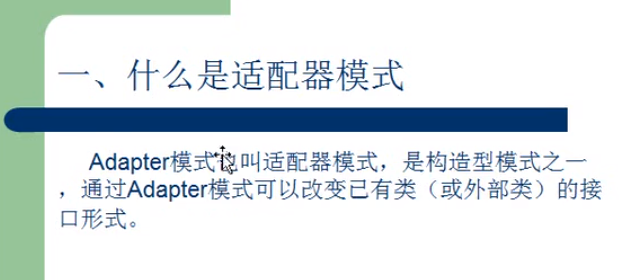 一、什么是适配器模式
Adapter模式也叫适配器模式，是构造型模式之一
，通过Adapter模式可以改变已有类（或外部类）的接
口形式。